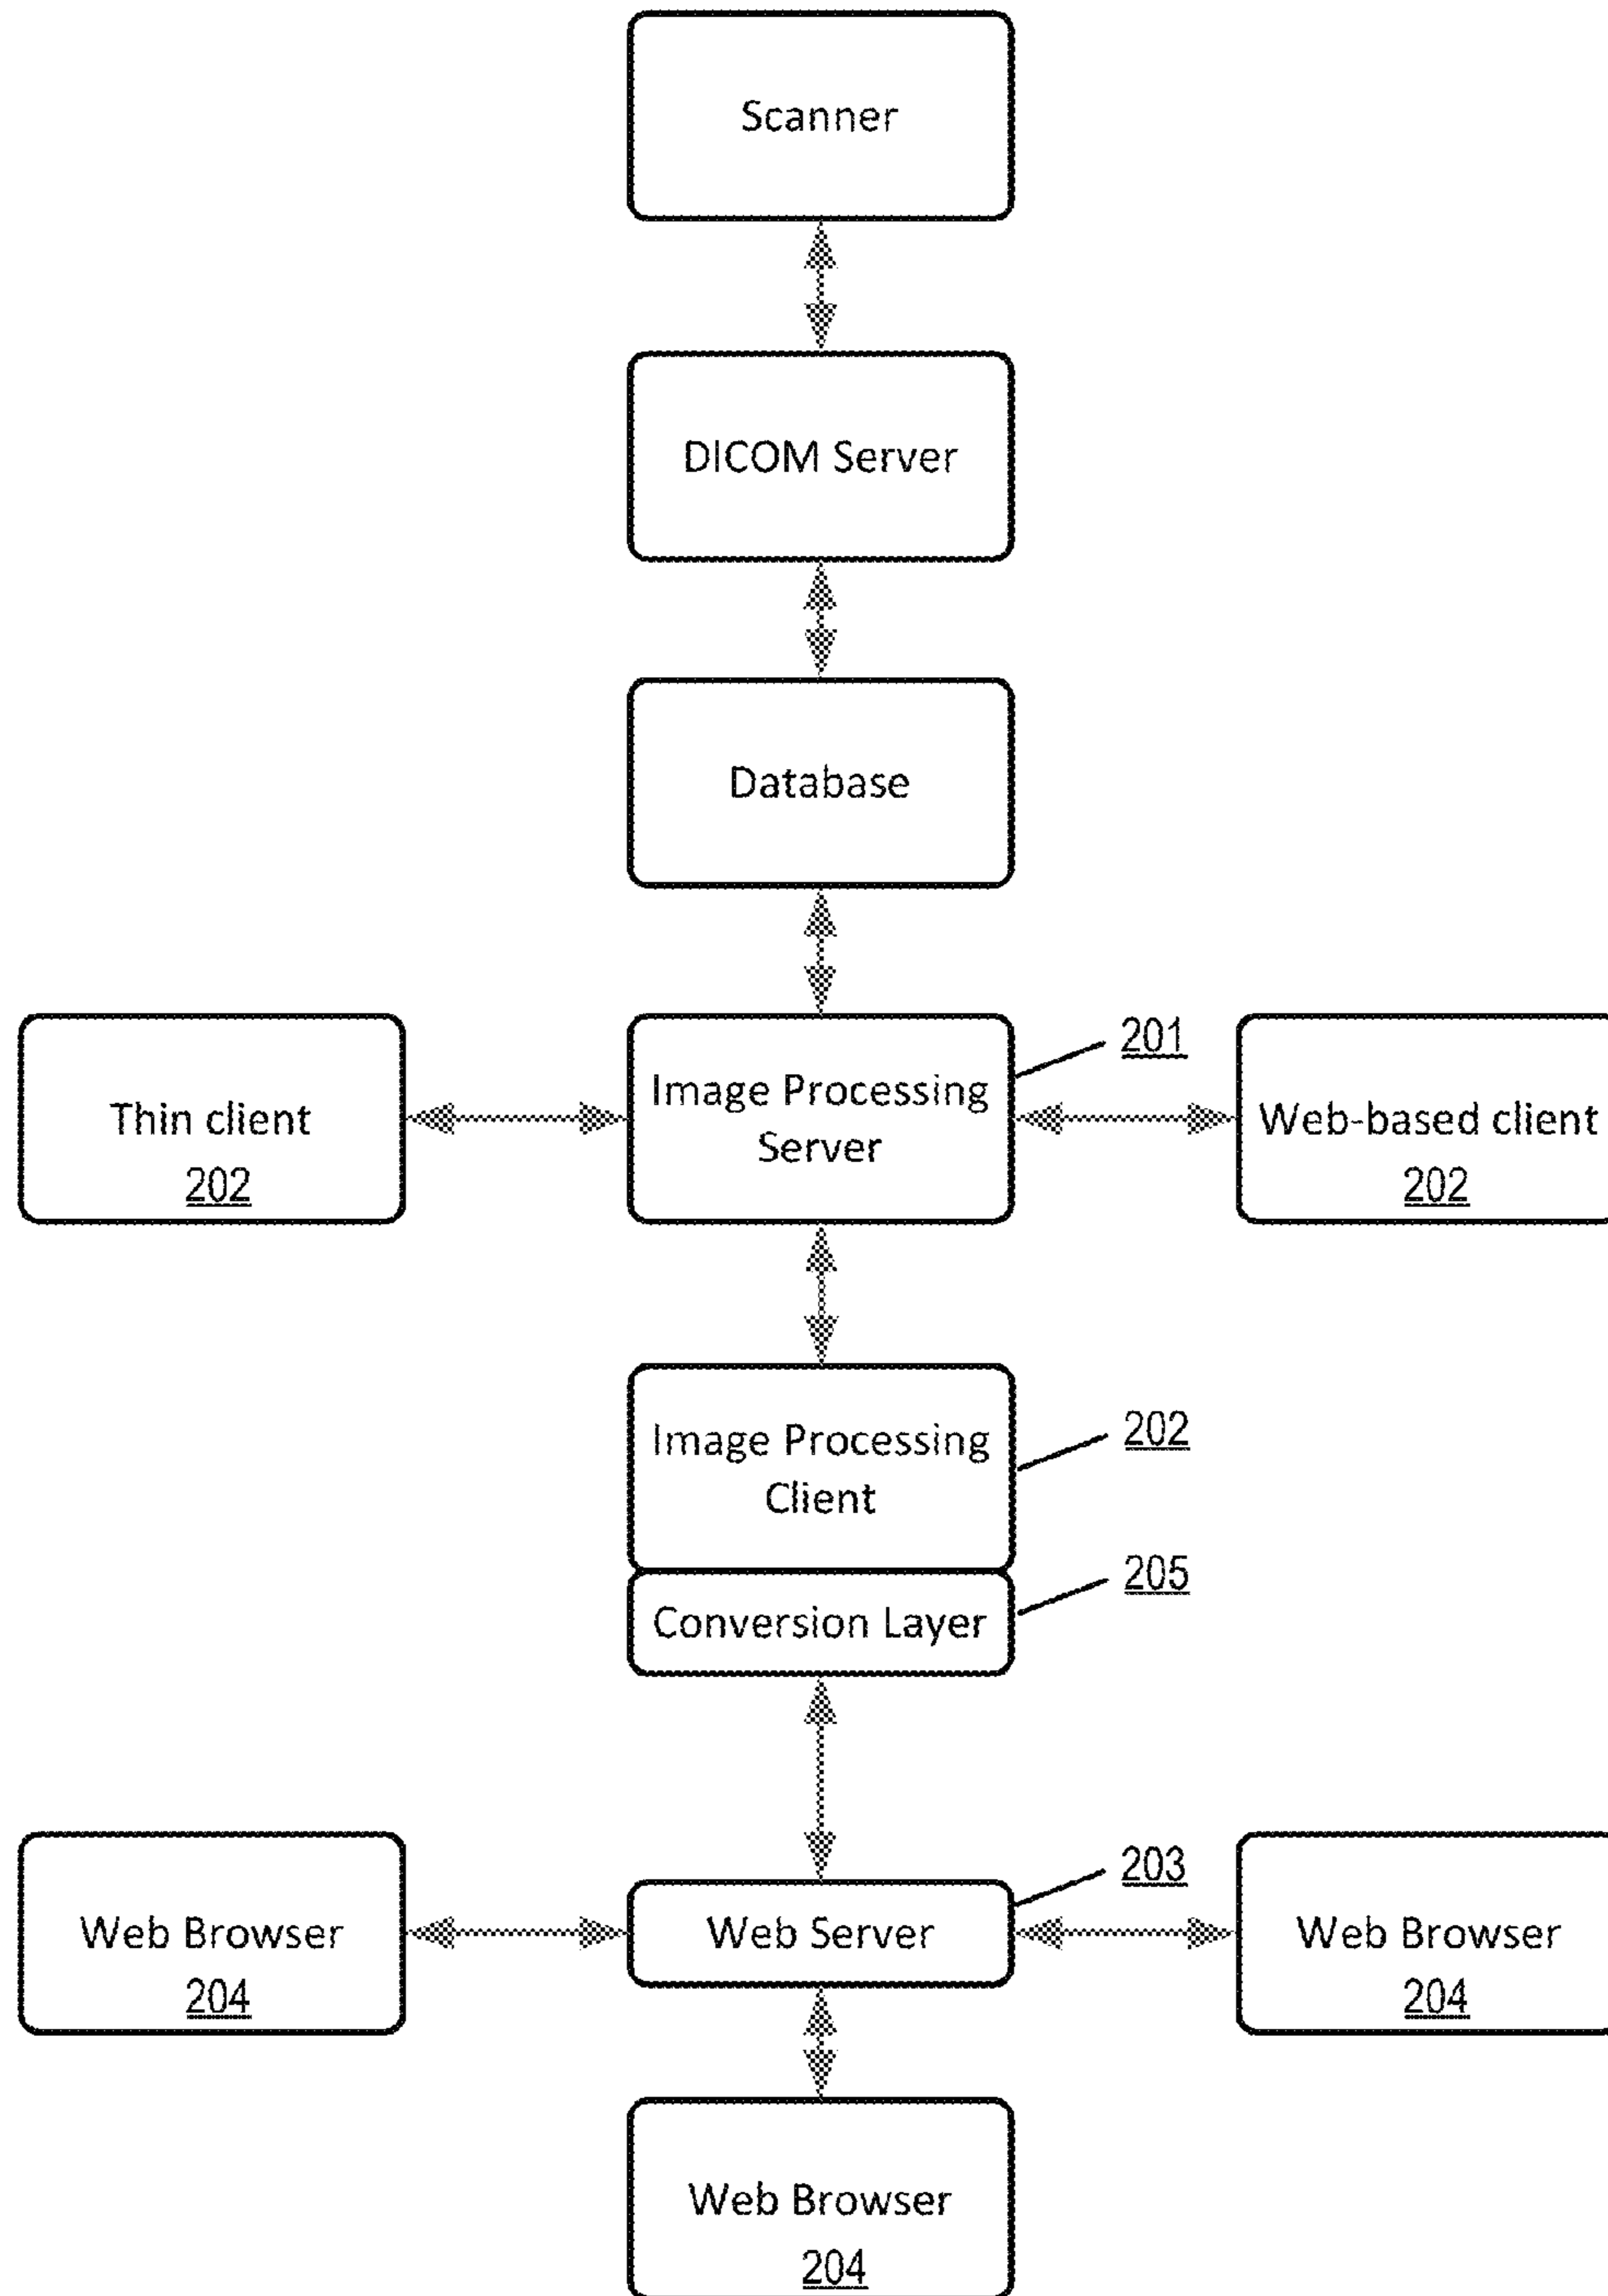 Scanner
DICOM Server
Database
201
Thin client
202
Image Processing
Server
Web-based client
202
Image Processing
Client
202
Conversion Layer
205
203
Web Browser
204
Web Server
Web Browser
204
Web Browser
204